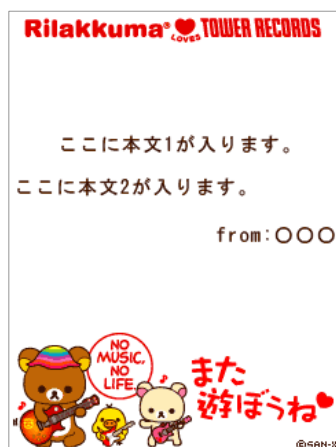 Rilakkuma® LOVES TOWER RECORDS
ここに本文1が入ります。
ここに本文2が入ります。
from:〇〇〇
NO
MUSIC,
NO
LIFE.
また
遊ぼうね
©SAN-X